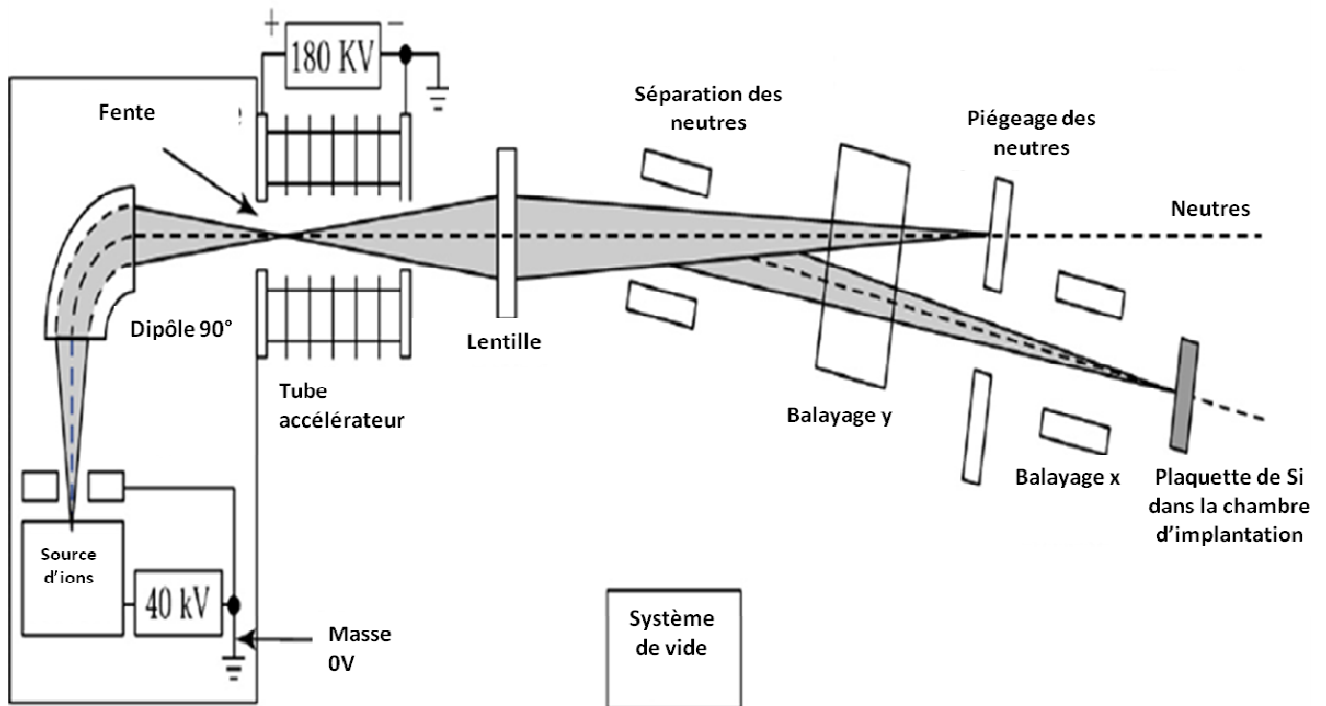 + −
180 KV
Fente
Séparation des
neutres
Piégeage des
neutres
Neutres
Dipôle 90°
Lentille
Tube
accélérateur
Balayage y
Balayage x
Plaquette de Si
dans la chambre
d'implantation
Source
d'ions
40 kV
Masse
0V
Système
de vide